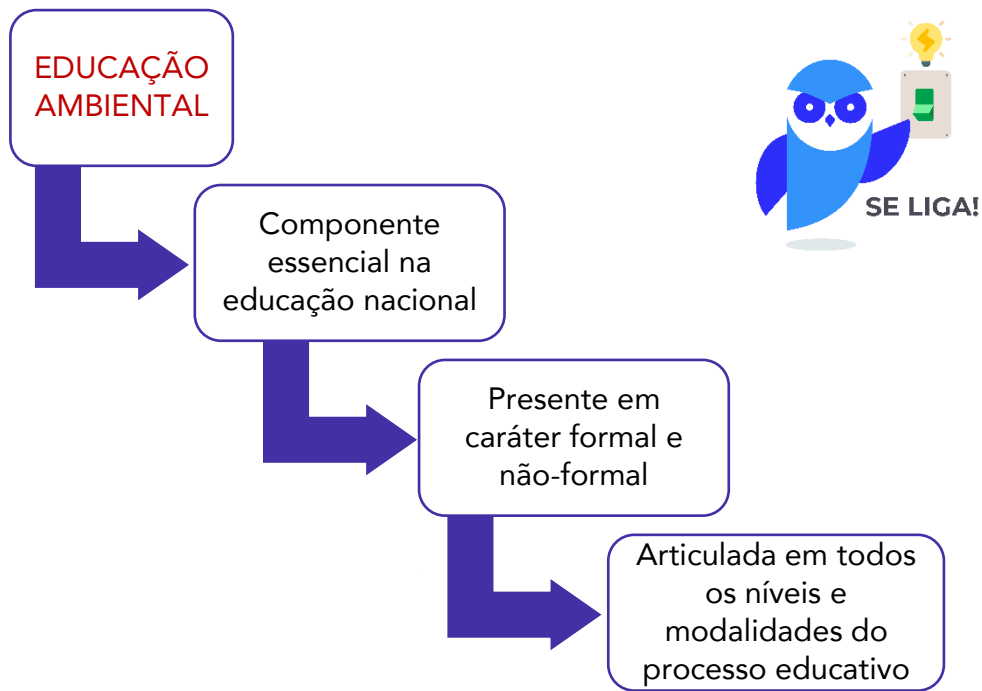 EDUCAÇÃO
AMBIENTAL
SE LIGA!
Componente
essencial na
educação nacional
Presente em
caráter formal e
não-formal
Articulada em todos
os níveis e
modalidades do
processo educativo